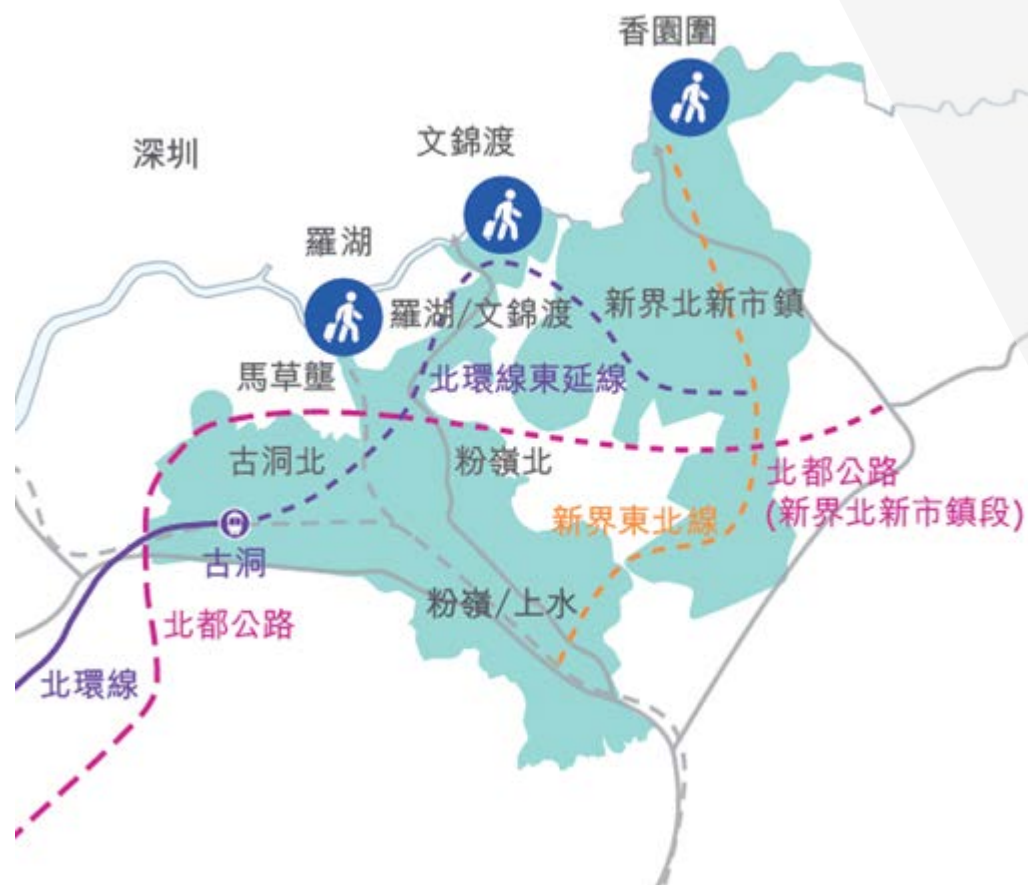 香園圍
文錦渡
深圳
羅湖
羅湖/文錦渡
新界北新市鎮
馬草壟
北環線東延線
古洞北
粉嶺北
北都公路
(新界北新市鎮段)
新界東北線
古洞
粉嶺/上水
北都公路
北環線